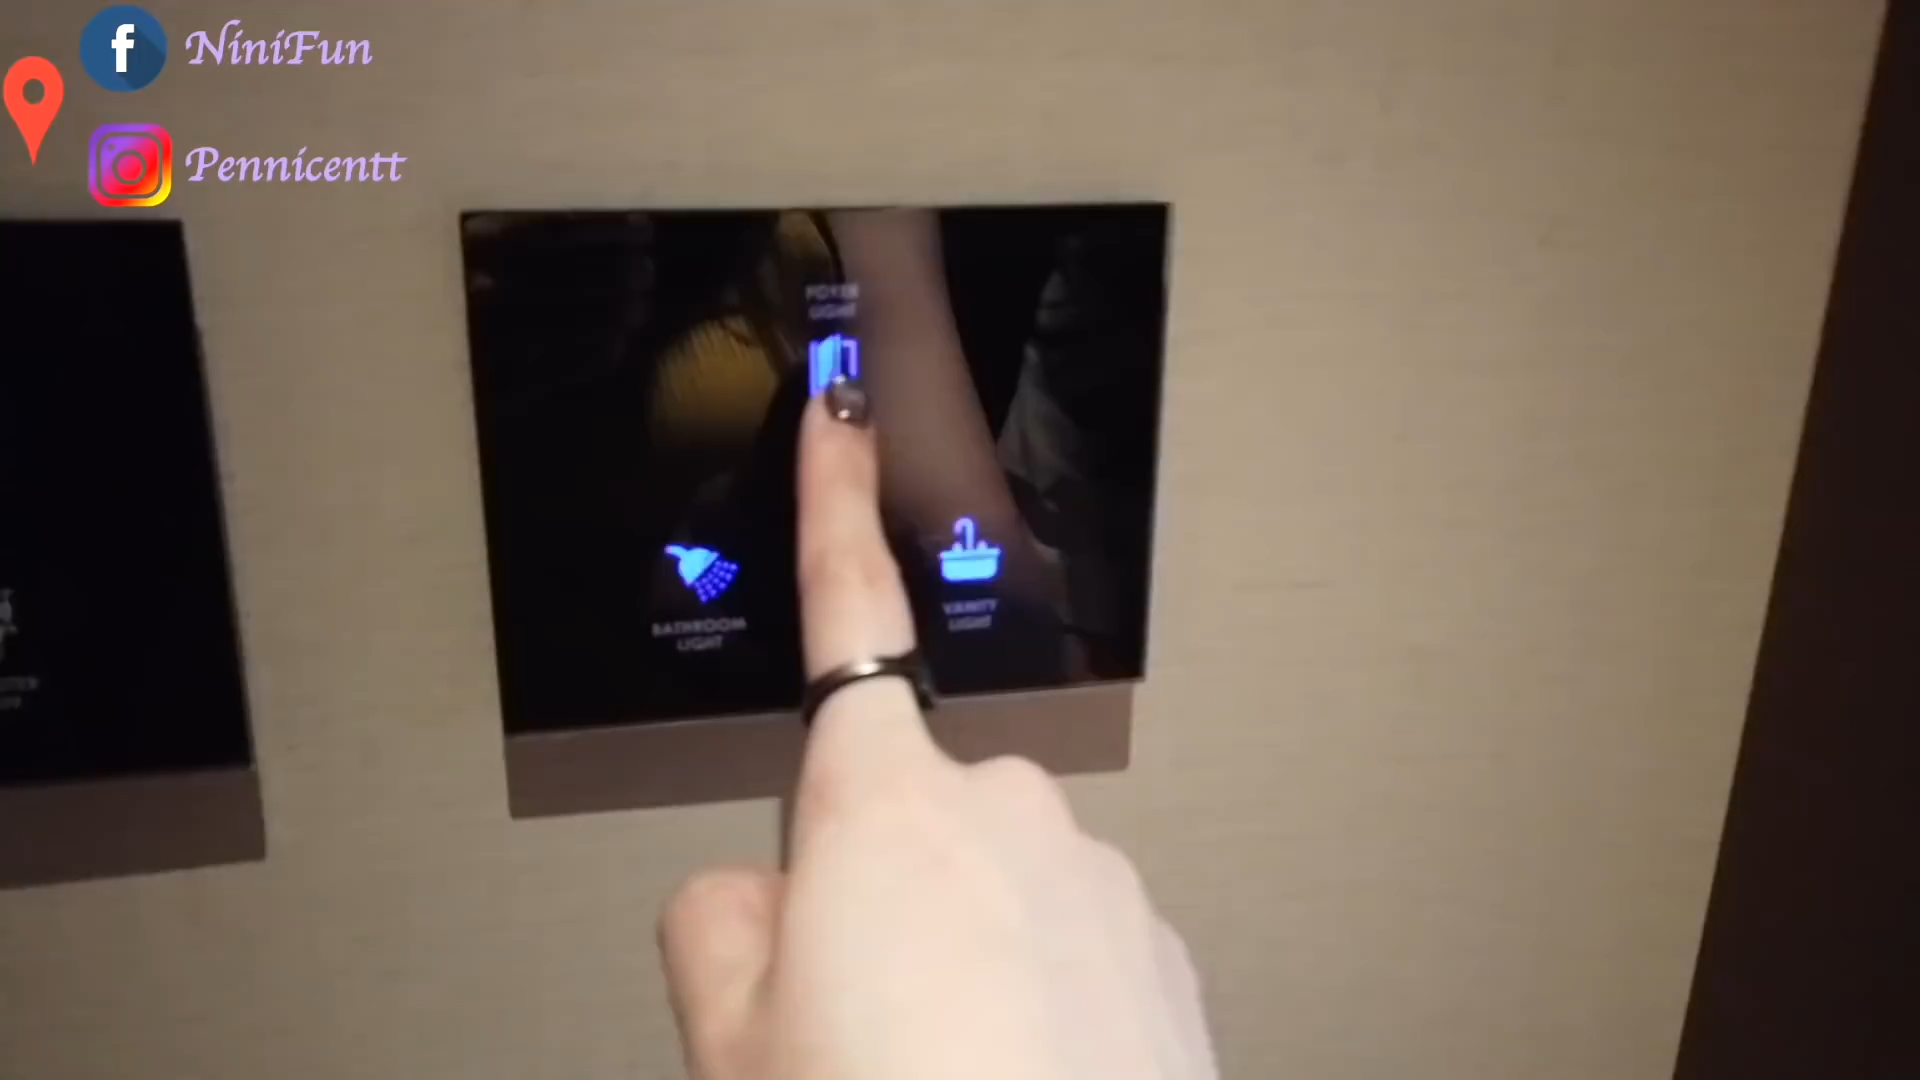 NiniFun
Pennicentt
FOYER
LIGHT
BATHROOM
LIGHT
VANITY
LIGHT